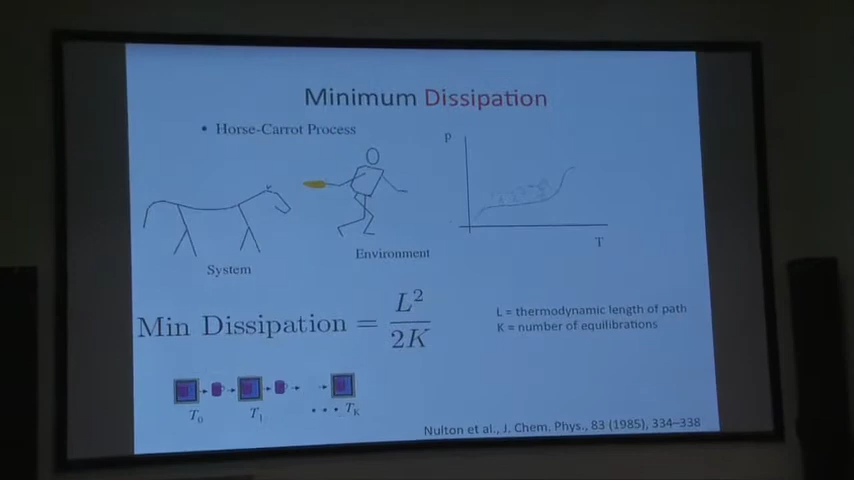 Minimum Dissipation
• Horse-Carrot Process
P
T
System
Environment
Min Dissipation = L² / 2K
L = thermodynamic length of path
K = number of equilibrations
T₀ T₁ • • • T_K
Nulton et al., J. Chem. Phys., 83 (1985), 334–338